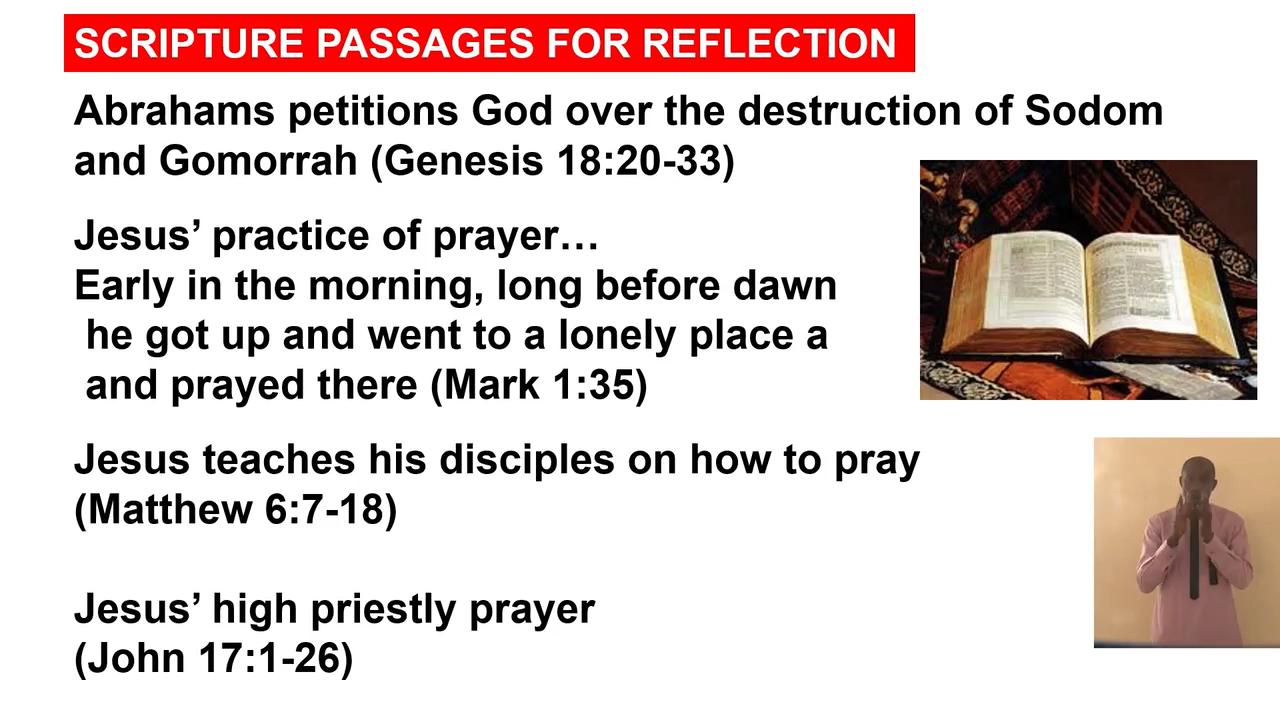 SCRIPTURE PASSAGES FOR REFLECTION
Abrahams petitions God over the destruction of Sodom
and Gomorrah (Genesis 18:20-33)
Jesus’ practice of prayer…
Early in the morning, long before dawn
he got up and went to a lonely place a
and prayed there (Mark 1:35)
Jesus teaches his disciples on how to pray
(Matthew 6:7-18)
Jesus’ high priestly prayer
(John 17:1-26)